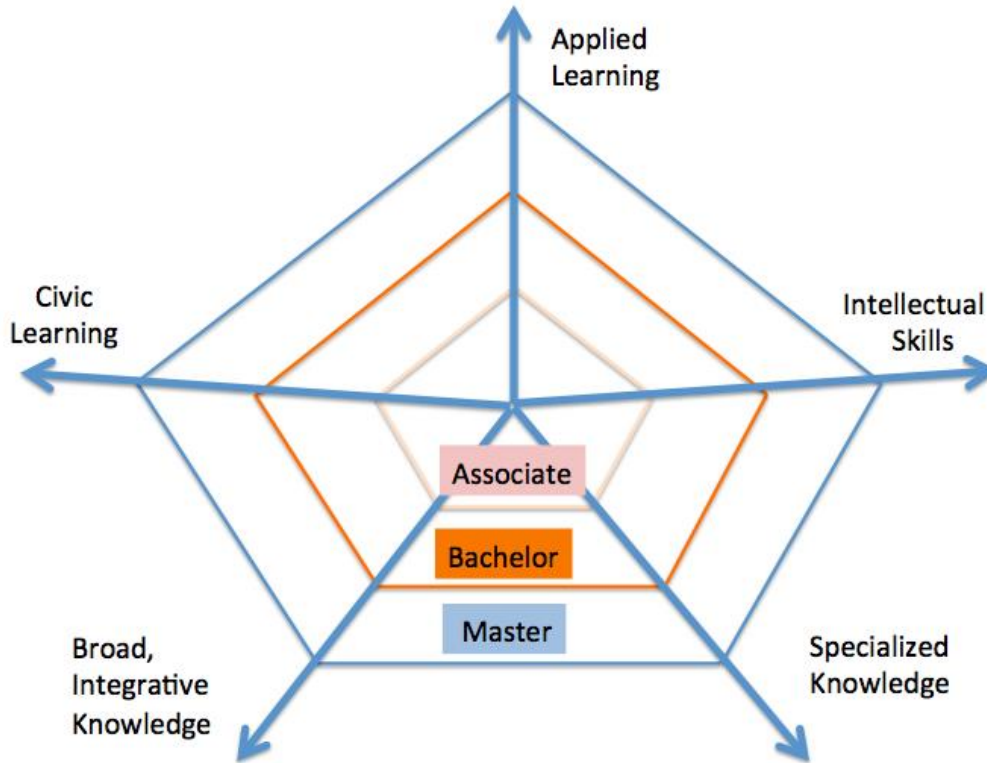 Applied
Learning
Civic
Learning
Intellectual
Skills
Associate
Bachelor
Master
Broad,
Integrative
Knowledge
Specialized
Knowledge